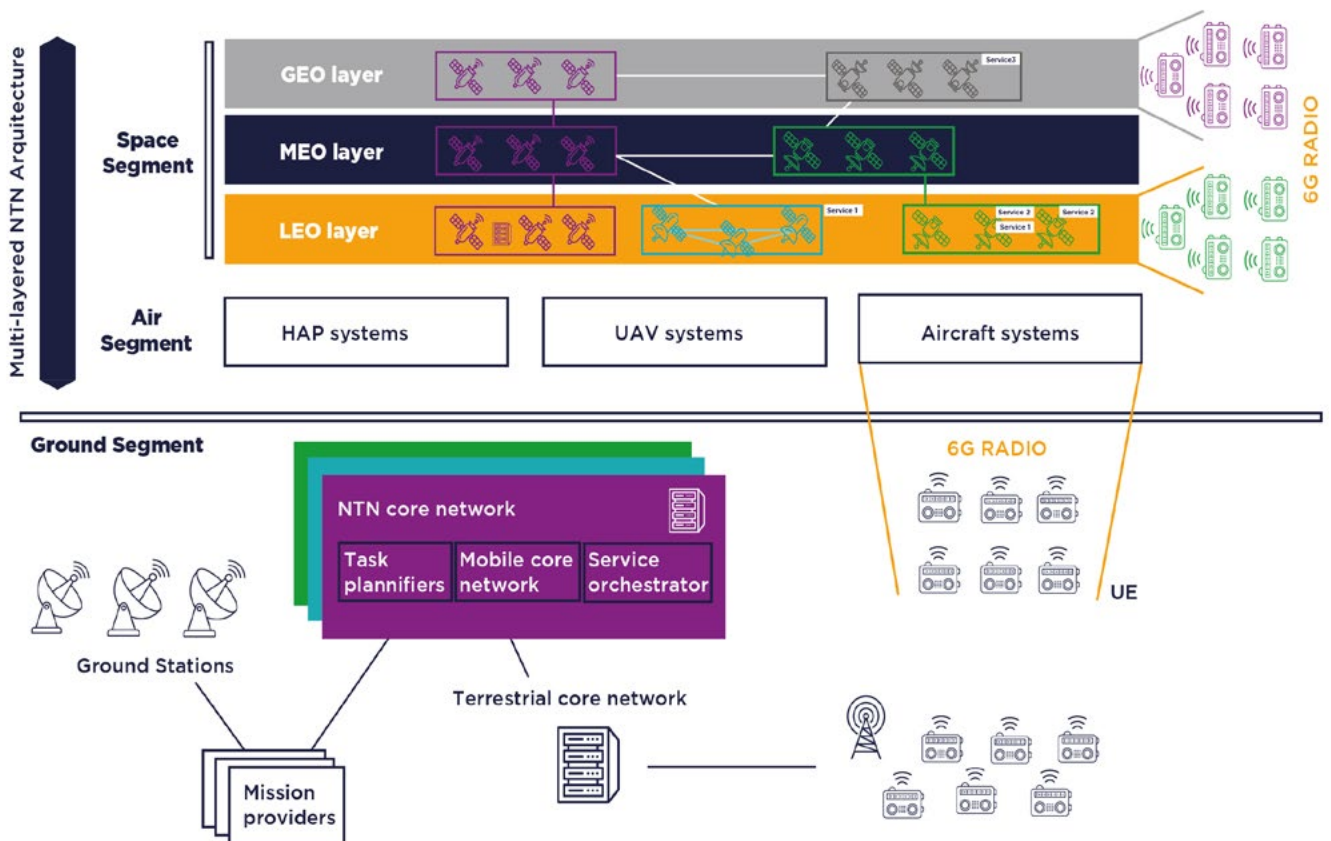 Multi-layered NTN Arquitecture
Space
Segment
GEO layer
Service3
MEO layer
LEO layer
Service 1
Service 2
Service 2
Service 1
6G RADIO
Air
Segment
HAP systems
UAV systems
Aircraft systems
Ground Segment
6G RADIO
UE
NTN core network
Task
plannifiers
Mobile core
network
Service
orchestrator
Ground Stations
Terrestrial core network
Mission
providers